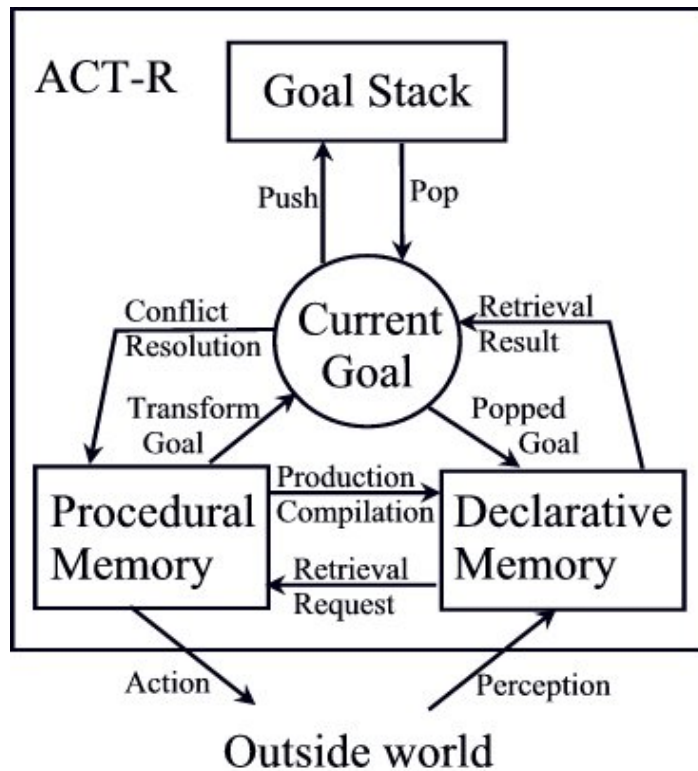 ACT-R
Goal Stack
Push
Pop
Current
Goal
Conflict
Resolution
Retrieval
Result
Transform
Goal
Popped
Goal
Procedural
Memory
Production
Compilation
Declarative
Memory
Retrieval
Request
Action
Perception
Outside world